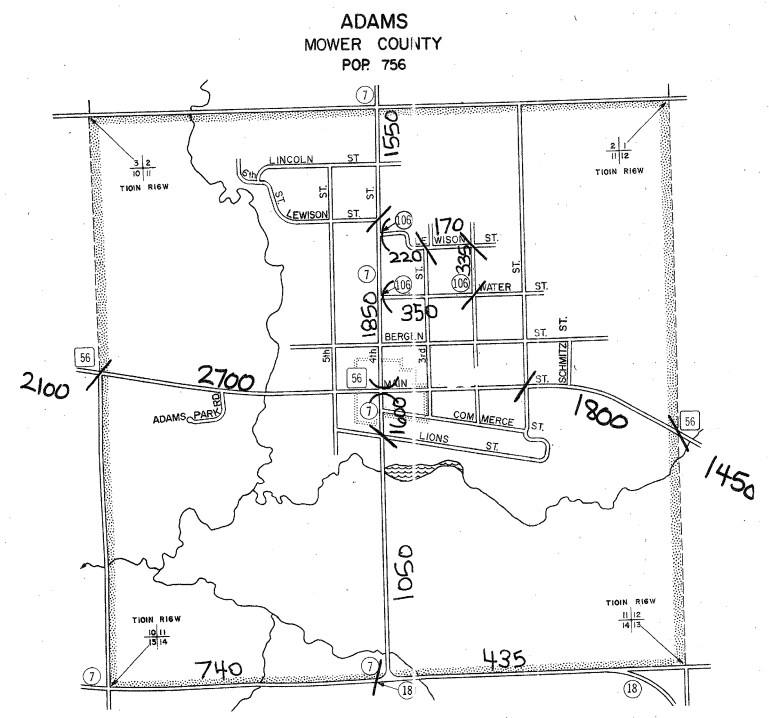 ADAMS
MOWER COUNTY
POP. 756
7
1550
3 2
10 11
T101N R16W
2 1
11 12
T101N R16W
LINCOLN ST.
6th ST.
ST.
ST.
LEWISON ST.
106
170
LEWISON ST.
220
335
ST.
ST.
7
106
106
WATER ST.
350
1850
BERGEN ST.
SCHMITZ ST.
5th
4th
3rd
56
2100
2700
56
MAIN ST.
ADAMS PARK RD.
7
1600
COMMERCE ST.
1800
56
LIONS ST.
1450
1050
T101N R16W
10 11
15 14
T101N R16W
11 12
14 13
7
740
7
435
18
18